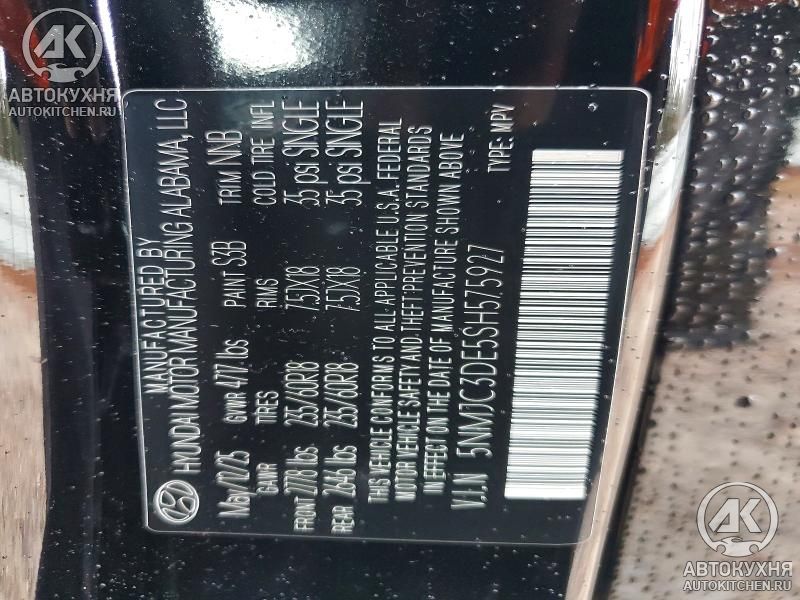 AK
АВТОКУХНЯ
AUTOKITCHEN.RU
MANUFACTURED BY
HYUNDAI MOTOR MANUFACTURING ALABAMA, LLC
GVWR 4771 lbs PAINT S3B TRIM NNB
GAWR TIRES RIMS COLD TIRE INFL
FRONT 2778 lbs 235/60R18 7.5JX18 35 psi SINGLE
REAR 2646 lbs 235/60R18 7.5JX18 35 psi SINGLE
THIS VEHICLE CONFORMS TO ALL APPLICABLE U.S.A. FEDERAL
MOTOR VEHICLE SAFETY AND THEFT PREVENTION STANDARDS
IN EFFECT ON THE DATE OF MANUFACTURE SHOWN ABOVE
V.I.N 5NMJC3DE5SH575927 TYPE: MPV
AK
АВТОКУХНЯ
AUTOKITCHEN.RU